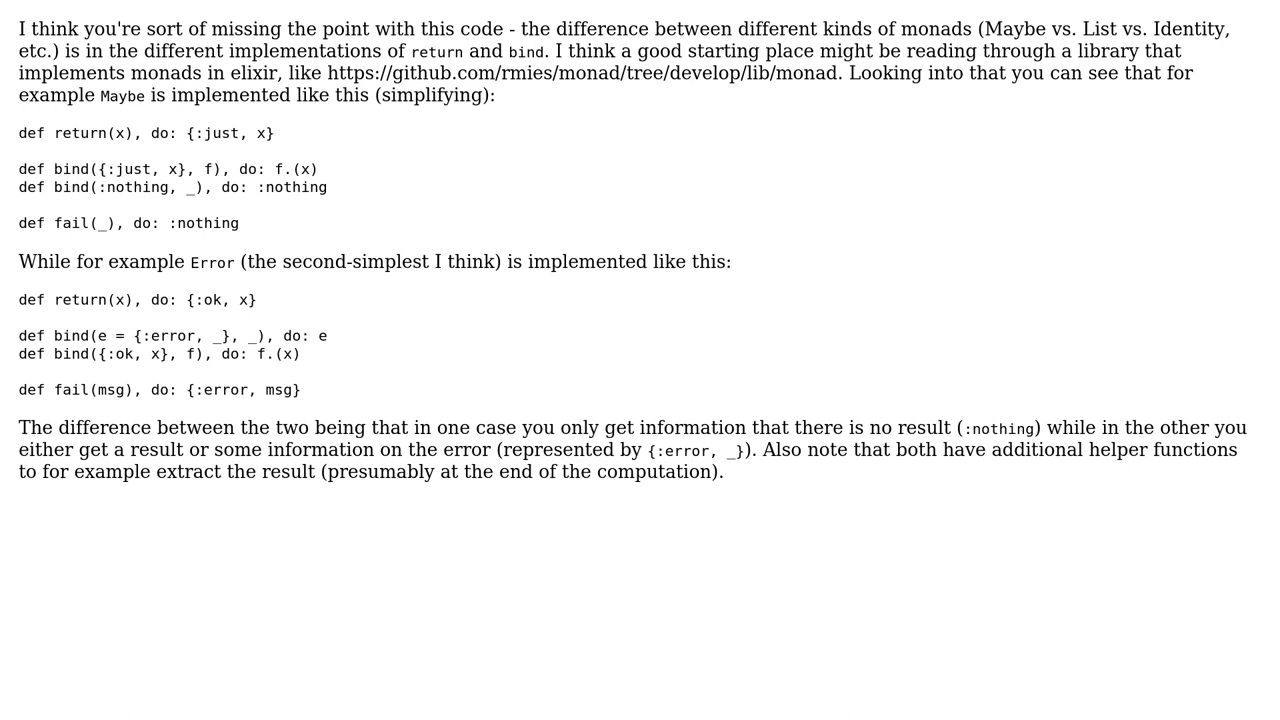 I think you're sort of missing the point with this code - the difference between different kinds of monads (Maybe vs. List vs. Identity,
etc.) is in the different implementations of return and bind. I think a good starting place might be reading through a library that
implements monads in elixir, like https://github.com/rmies/monad/tree/develop/lib/monad. Looking into that you can see that for
example Maybe is implemented like this (simplifying):
def return(x), do: {:just, x}
def bind({:just, x}, f), do: f.(x)
def bind(:nothing, _), do: :nothing
def fail(_), do: :nothing
While for example Error (the second-simplest I think) is implemented like this:
def return(x), do: {:ok, x}
def bind(e = {:error, _}, _), do: e
def bind({:ok, x}, f), do: f.(x)
def fail(msg), do: {:error, msg}
The difference between the two being that in one case you only get information that there is no result (:nothing) while in the other you
either get a result or some information on the error (represented by {:error, _}). Also note that both have additional helper functions
to for example extract the result (presumably at the end of the computation).